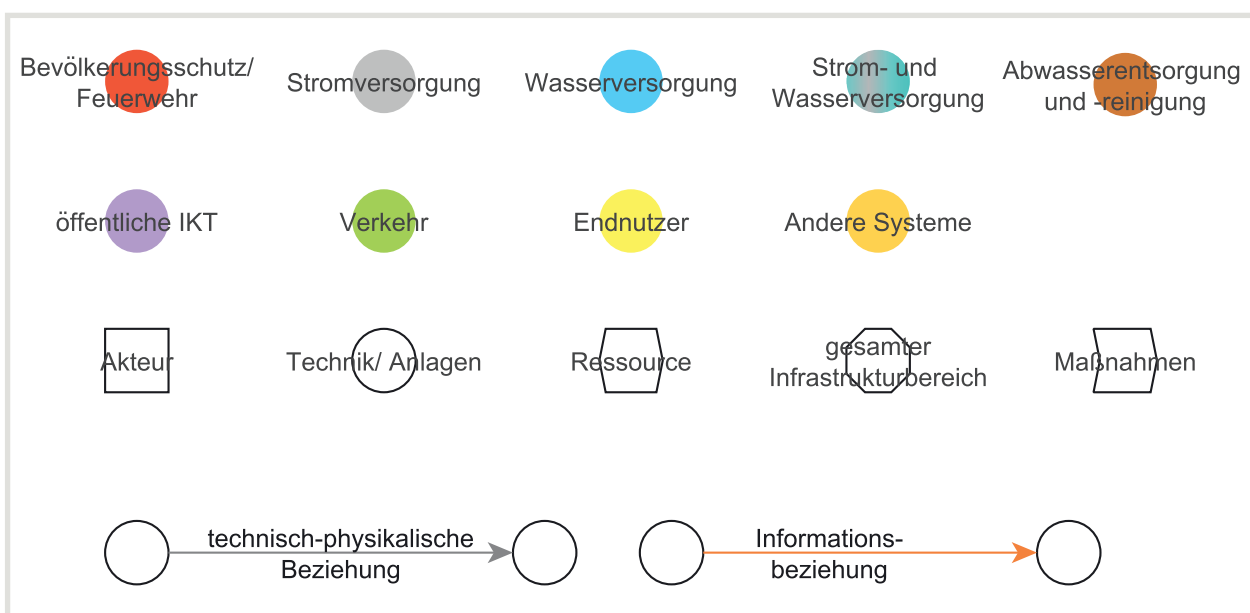 Bevölkerungsschutz/
Feuerwehr
Stromversorgung
Wasserversorgung
Strom- und
Wasserversorgung
Abwasserentsorgung
und -reinigung
öffentliche IKT
Verkehr
Endnutzer
Andere Systeme
Akteur
Technik/ Anlagen
Ressource
gesamter
Infrastrukturbereich
Maßnahmen
technisch-physikalische
Beziehung
Informations-
beziehung